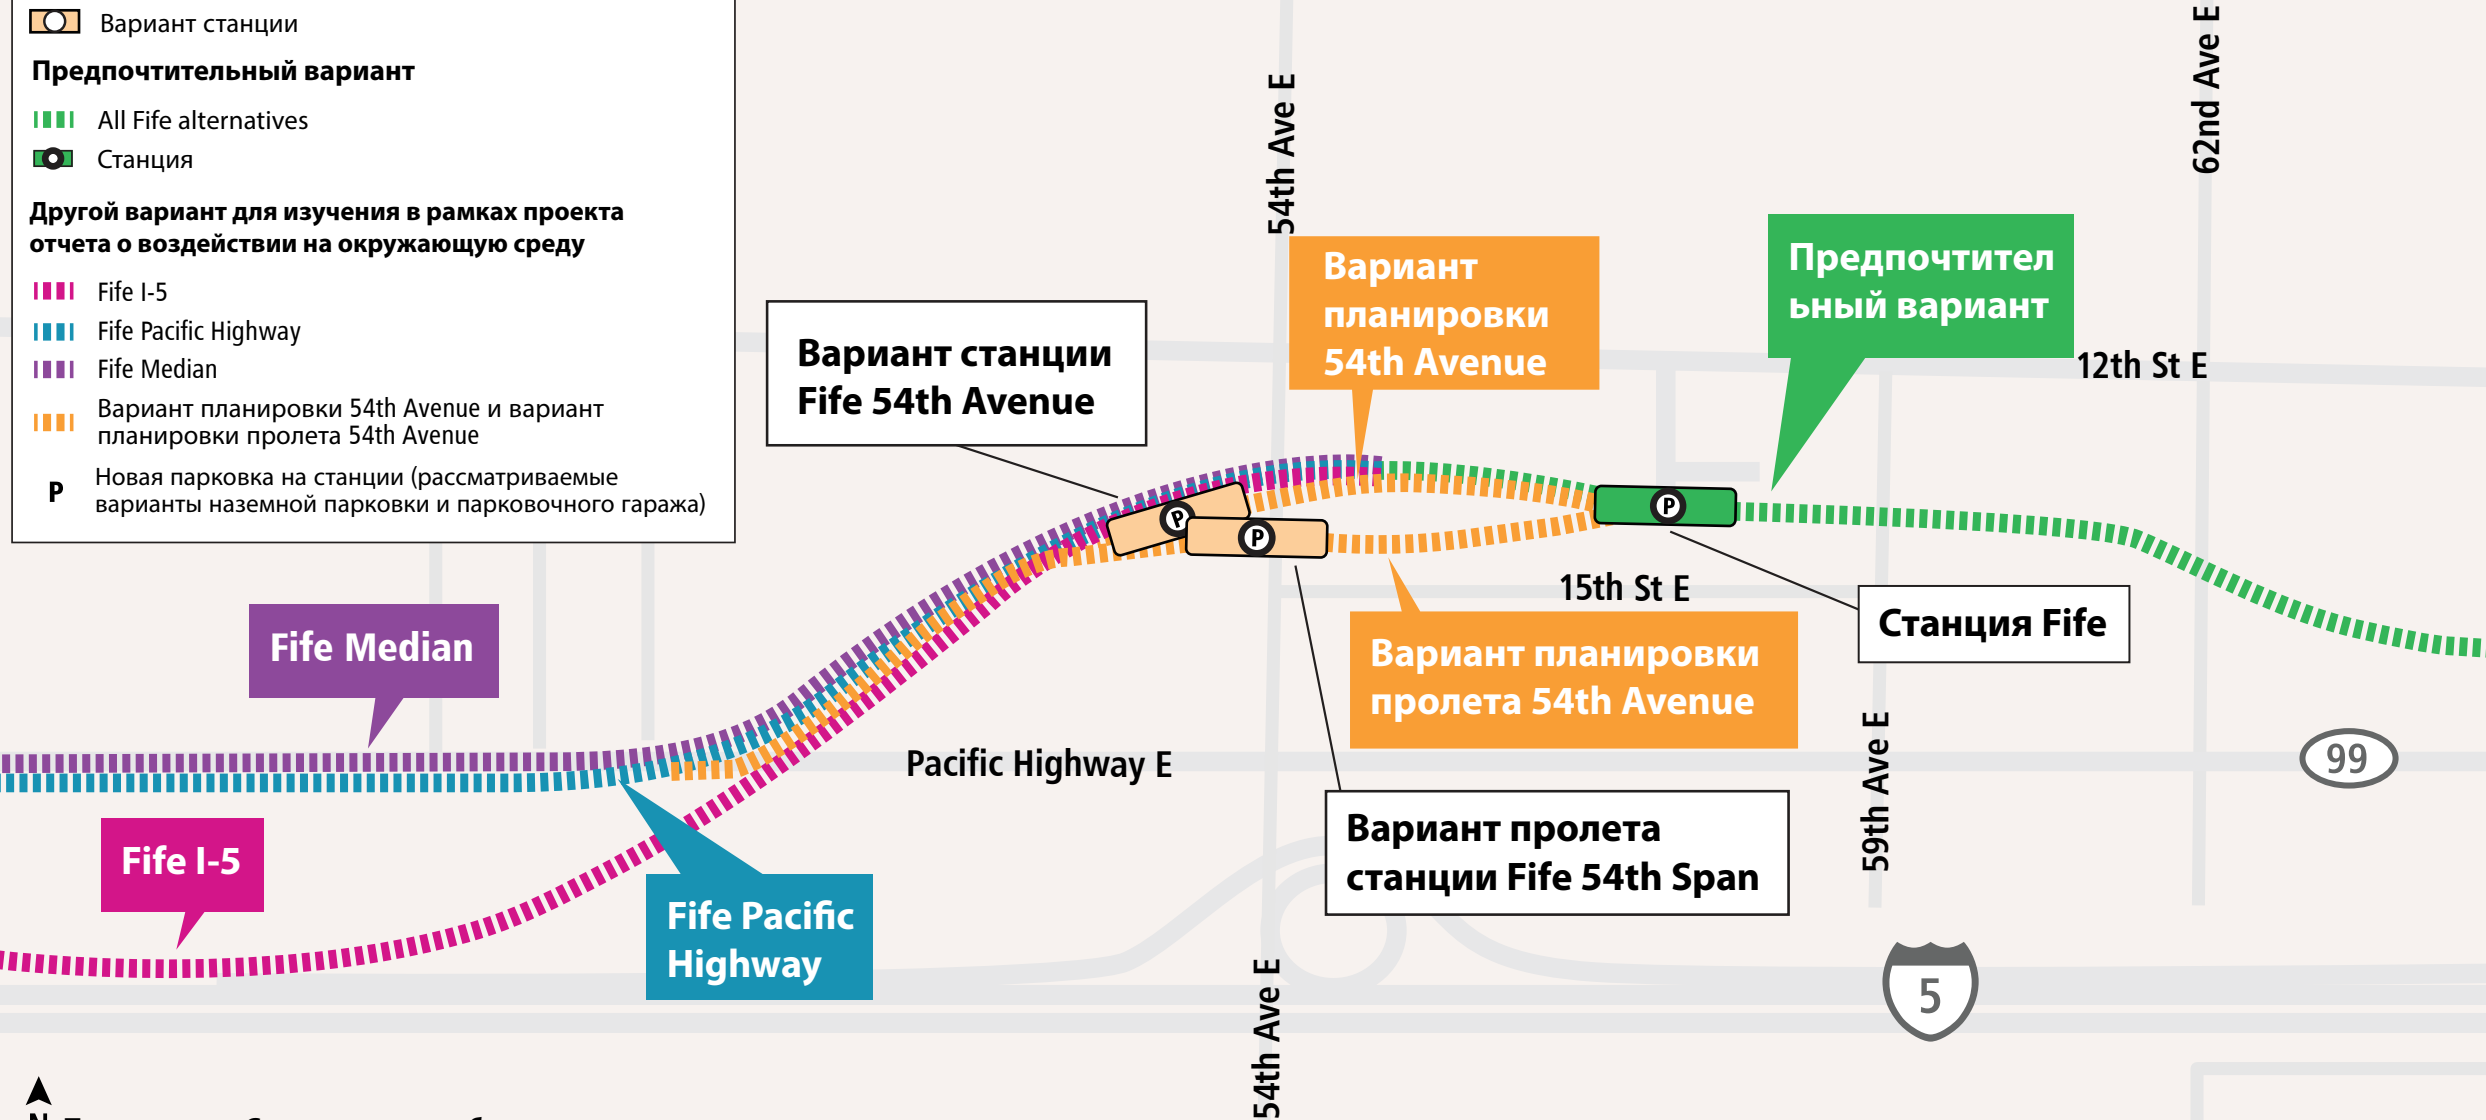 Вариант станции
Предпочтительный вариант
All Fife alternatives
Станция
Другой вариант для изучения в рамках проекта
отчета о воздействии на окружающую среду
Fife I-5
Fife Pacific Highway
Fife Median
Вариант планировки 54th Avenue и вариант
планировки пролета 54th Avenue
P
Новая парковка на станции (рассматриваемые
варианты наземной парковки и парковочного гаража)
54th Ave E
62nd Ave E
Вариант
планировки
54th Avenue
Предпочтител
ьный вариант
Вариант станции
Fife 54th Avenue
12th St E
P
P
P
15th St E
Станция Fife
Fife Median
Вариант планировки
пролета 54th Avenue
Pacific Highway E
59th Ave E
99
Fife I-5
Вариант пролета
станции Fife 54th Span
Fife Pacific
Highway
5
54th Ave E
N